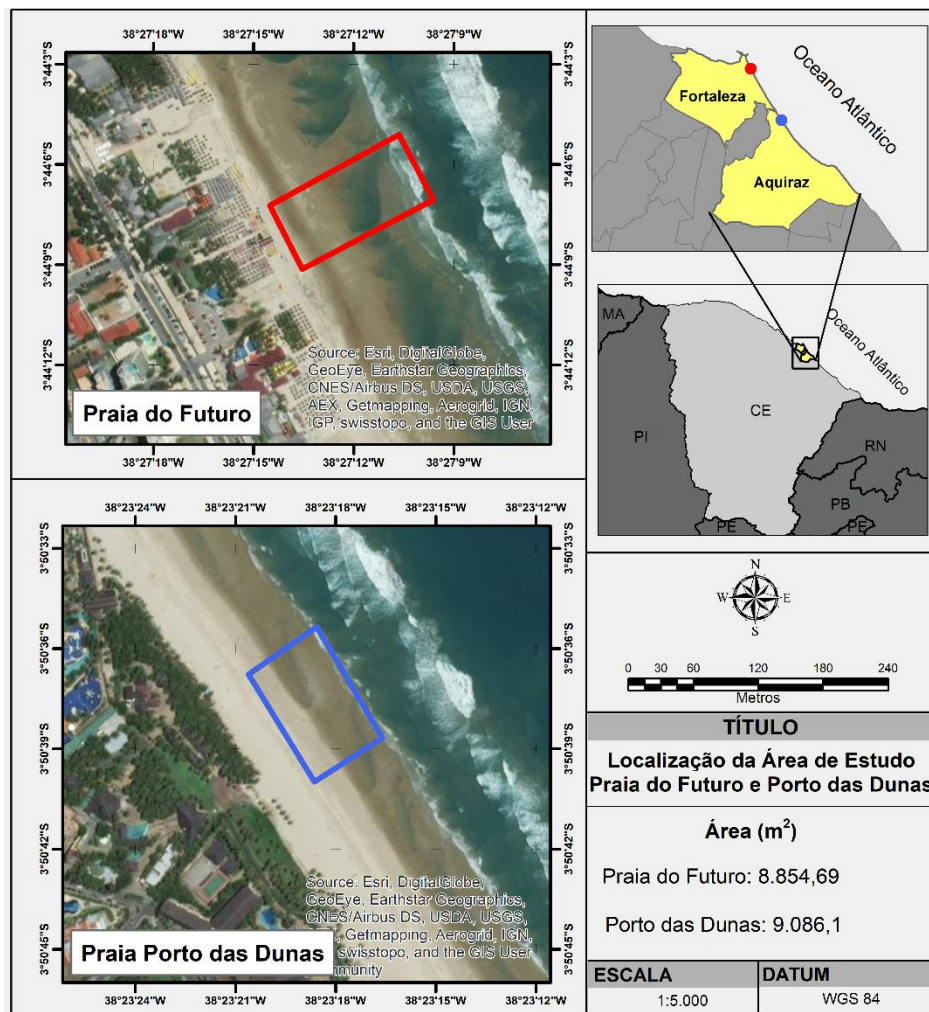 38°27'18"W 38°27'15"W 38°27'12"W 38°27'9"W
3°44'3"S
3°44'6"S
3°44'9"S
3°44'12"S
Source: Esri, DigitalGlobe,
GeoEye, Earthstar Geographics,
CNES/Airbus DS, USDA, USGS,
AEX, Getmapping, Aerogrid, IGN,
IGP, swisstopo, and the GIS User
Praia do Futuro
38°27'18"W 38°27'15"W 38°27'12"W 38°27'9"W
38°23'24"W 38°23'21"W 38°23'18"W 38°23'15"W 38°23'12"W
3°50'33"S
3°50'36"S
3°50'39"S
3°50'42"S
3°50'45"S
Source: Esri, DigitalGlobe,
GeoEye, Earthstar Geographics,
CNES/Airbus DS, USDA, USGS,
, Getmapping, Aerogrid, IGN,
swisstopo, and the GIS User
mmunity
Praia Porto das Dunas
38°23'24"W 38°23'21"W 38°23'18"W 38°23'15"W 38°23'12"W
Oceano Atlântico
Fortaleza
Aquiraz
Oceano Atlântico
MA
PI
CE
RN
PB
PE
PE
N
W E
S
0 30 60 120 180 240
Metros
TÍTULO
Localização da Área de Estudo
Praia do Futuro e Porto das Dunas
Área (m²)
Praia do Futuro: 8.854,69
Porto das Dunas: 9.086,1
ESCALA DATUM
1:5.000 WGS 84